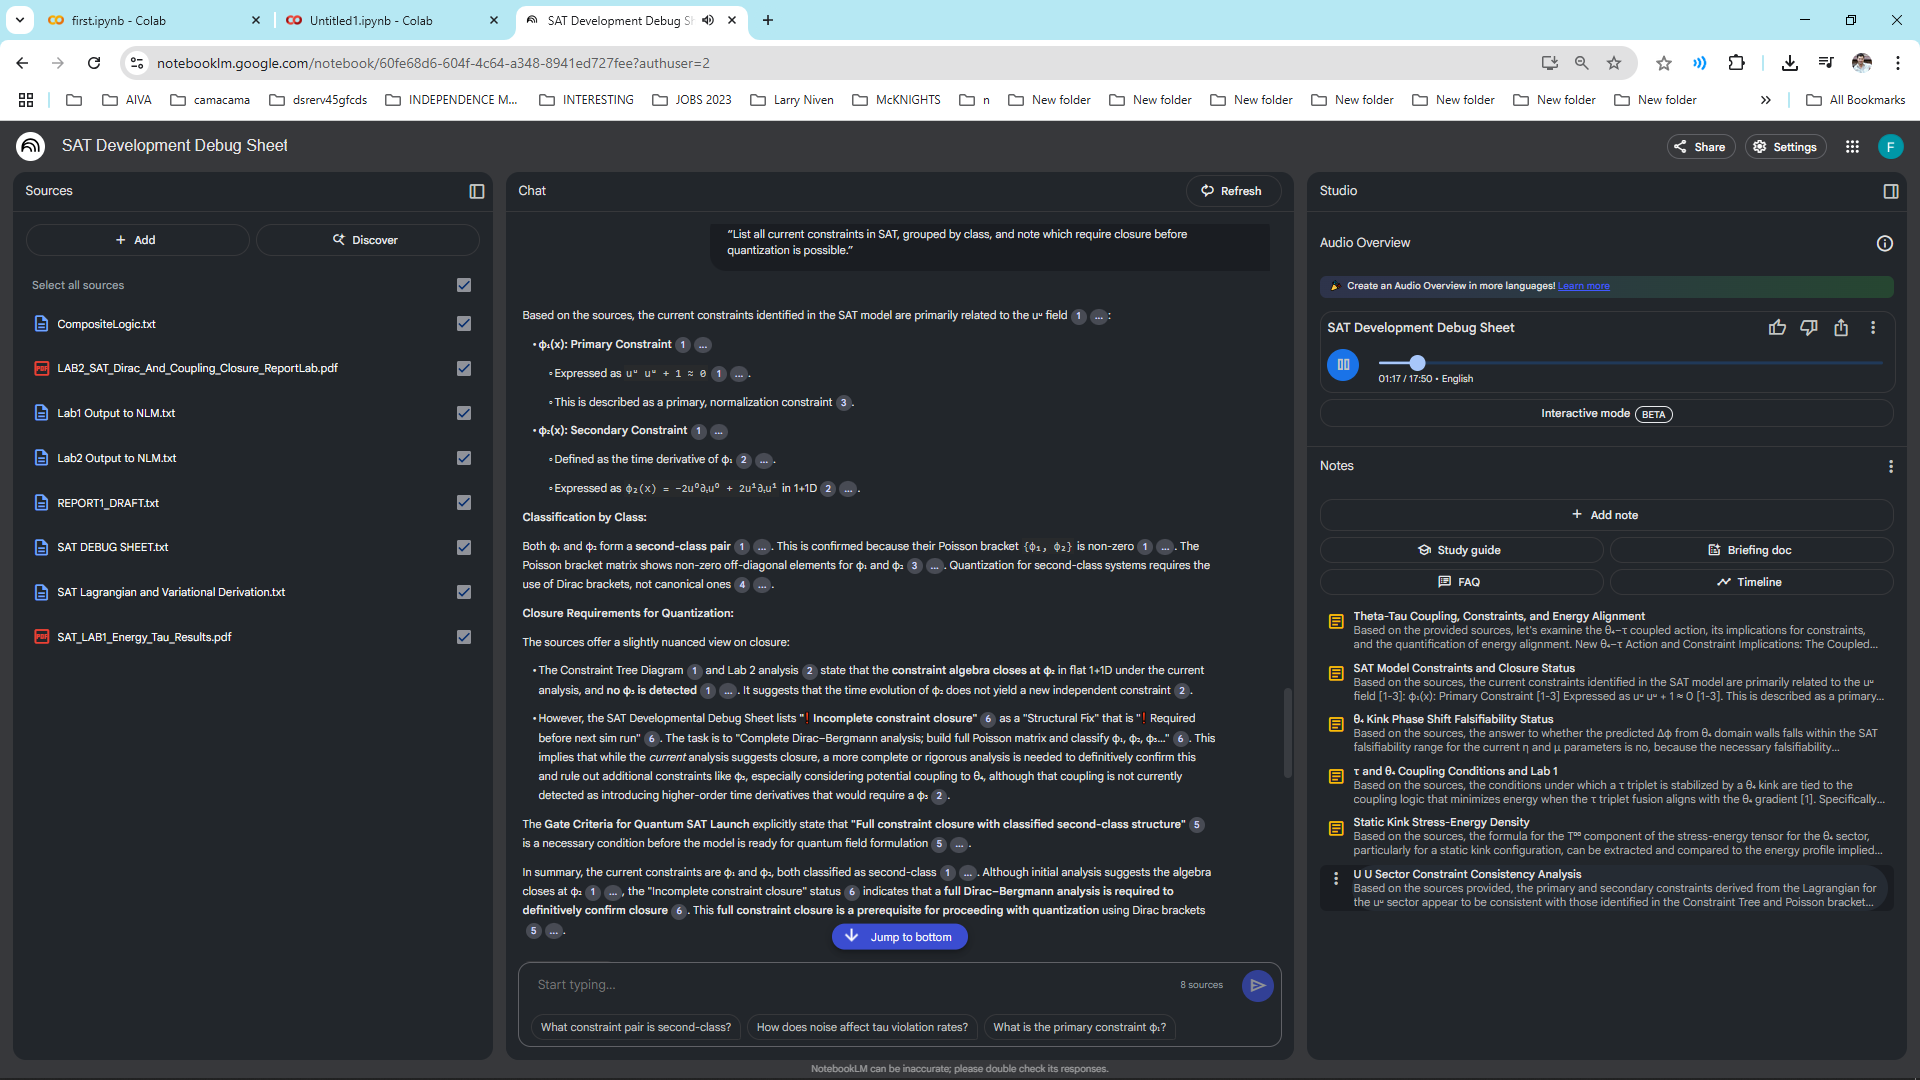 first.ipynb - Colab
Untitled1.ipynb - Colab
SAT Development Debug Sh
notebooklm.google.com/notebook/60fe68d6-604f-4c64-a348-8941ed727fee?authuser=2
AIVA
camacama
dsrerv45gfcds
INDEPENDENCE M...
INTERESTING
JOBS 2023
Larry Niven
McKNIGHTS
n
New folder
New folder
New folder
New folder
New folder
New folder
New folder
All Bookmarks
SAT Development Debug Sheet
Share
Settings
F
Sources
Add
Discover
Select all sources
CompositeLogic.txt
PDF LAB2_SAT_Dirac_And_Coupling_Closure_ReportLab.pdf
Lab1 Output to NLM.txt
Lab2 Output to NLM.txt
REPORT1_DRAFT.txt
SAT DEBUG SHEET.txt
SAT Lagrangian and Variational Derivation.txt
PDF SAT_LAB1_Energy_Tau_Results.pdf
Chat
Refresh
“List all current constraints in SAT, grouped by class, and note which require closure before
quantization is possible.”
Based on the sources, the current constraints identified in the SAT model are primarily related to the uᵘ field 1 ... :
• ϕ₁(x): Primary Constraint 1 ...
◦ Expressed as uᵘ uᵘ + 1 ≈ 0 1 ... .
◦ This is described as a primary, normalization constraint 3 .
• ϕ₂(x): Secondary Constraint 1 ...
◦ Defined as the time derivative of ϕ₁ 2 ... .
◦ Expressed as ϕ₂(x) = −2u⁰∂ₜu⁰ + 2u¹∂ₜu¹ in 1+1D 2 ... .
Classification by Class:
Both ϕ₁ and ϕ₂ form a second-class pair 1 ... . This is confirmed because their Poisson bracket {ϕ₁, ϕ₂} is non-zero 1 ... . The
Poisson bracket matrix shows non-zero off-diagonal elements for ϕ₁ and ϕ₂ 3 ... . Quantization for second-class systems requires the
use of Dirac brackets, not canonical ones 4 ... .
Closure Requirements for Quantization:
The sources offer a slightly nuanced view on closure:
• The Constraint Tree Diagram 1 and Lab 2 analysis 2 state that the constraint algebra closes at ϕ₂ in flat 1+1D under the current
analysis, and no ϕ₃ is detected 1 ... . It suggests that the time evolution of ϕ₂ does not yield a new independent constraint 2 .
• However, the SAT Developmental Debug Sheet lists "❗ Incomplete constraint closure" 6 as a "Structural Fix" that is "❗ Required
before next sim run" 6 . The task is to "Complete Dirac–Bergmann analysis; build full Poisson matrix and classify ϕ₁, ϕ₂, ϕ₃..." 6 . This
implies that while the current analysis suggests closure, a more complete or rigorous analysis is needed to definitively confirm this
and rule out additional constraints like ϕ₃, especially considering potential coupling to θ₄, although that coupling is not currently
detected as introducing higher-order time derivatives that would require a ϕ₃ 2 .
The Gate Criteria for Quantum SAT Launch explicitly state that "Full constraint closure with classified second-class structure" 5
is a necessary condition before the model is ready for quantum field formulation 5 ... .
In summary, the current constraints are ϕ₁ and ϕ₂, both classified as second-class 1 ... . Although initial analysis suggests the algebra
closes at ϕ₂ 1 ... , the "Incomplete constraint closure" status 6 indicates that a full Dirac–Bergmann analysis is required to
definitively confirm closure 6 . This full constraint closure is a prerequisite for proceeding with quantization using Dirac brackets
5 ... .
Jump to bottom
Start typing...
8 sources
What constraint pair is second-class?
How does noise affect tau violation rates?
What is the primary constraint ϕ₁?
NotebookLM can be inaccurate; please double check its responses.
Studio
Audio Overview
Create an Audio Overview in more languages! Learn more
SAT Development Debug Sheet
01:17 / 17:50 • English
Interactive mode BETA
Notes
Add note
Study guide
Briefing doc
FAQ
Timeline
Theta-Tau Coupling, Constraints, and Energy Alignment
Based on the provided sources, let's examine the θ₄–τ coupled action, its implications for constraints,
and the quantification of energy alignment. New θ₄–τ Action and Constraint Implications: The Coupled...
SAT Model Constraints and Closure Status
Based on the sources, the current constraints identified in the SAT model are primarily related to the uᵘ
field [1-3]: ϕ₁(x): Primary Constraint [1-3] Expressed as uᵘ uᵘ + 1 ≈ 0 [1-3]. This is described as a primary...
θ₄ Kink Phase Shift Falsifiability Status
Based on the sources, the answer to whether the predicted Δϕ from θ₄ domain walls falls within the SAT
falsifiability range for the current η and μ parameters is no, because the necessary falsifiability...
τ and θ₄ Coupling Conditions and Lab 1
Based on the sources, the conditions under which a τ triplet is stabilized by a θ₄ kink are tied to the
coupling logic that minimizes energy when the τ triplet fusion aligns with the θ₄ gradient [1]. Specifically...
Static Kink Stress-Energy Density
Based on the sources, the formula for the T⁰⁰ component of the stress-energy tensor for the θ₄ sector,
particularly for a static kink configuration, can be extracted and compared to the energy profile implied...
U U Sector Constraint Consistency Analysis
Based on the sources provided, the primary and secondary constraints derived from the Lagrangian for
the uᵘ sector appear to be consistent with those identified in the Constraint Tree and Poisson bracket...